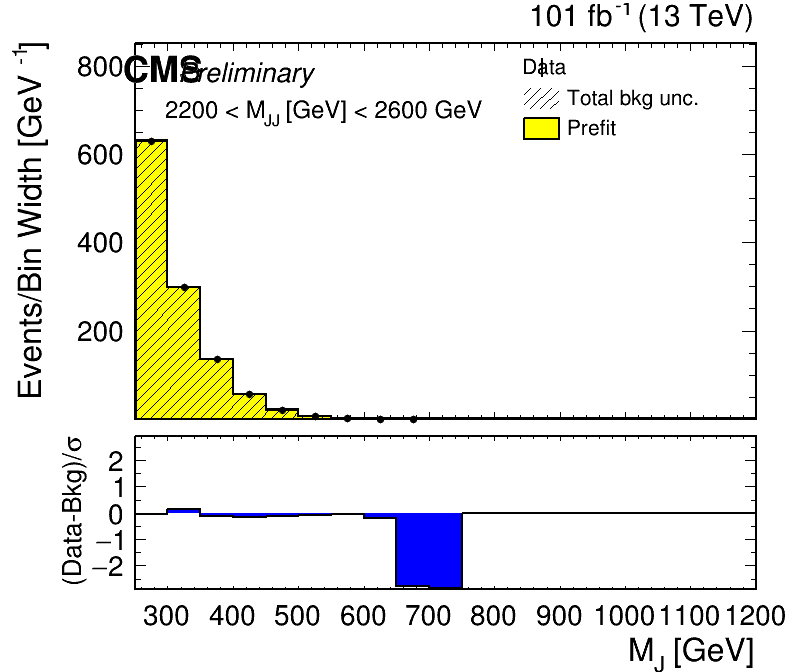 101 fb⁻¹ (13 TeV)
CMS Preliminary
2200 < M_JJ [GeV] < 2600 GeV
Data
Total bkg unc.
Prefit
Events/Bin Width [GeV⁻¹]
800
600
400
200
(Data-Bkg)/σ
2
1
0
−1
−2
300 400 500 600 700 800 900 1000 1100 1200
M_J [GeV]